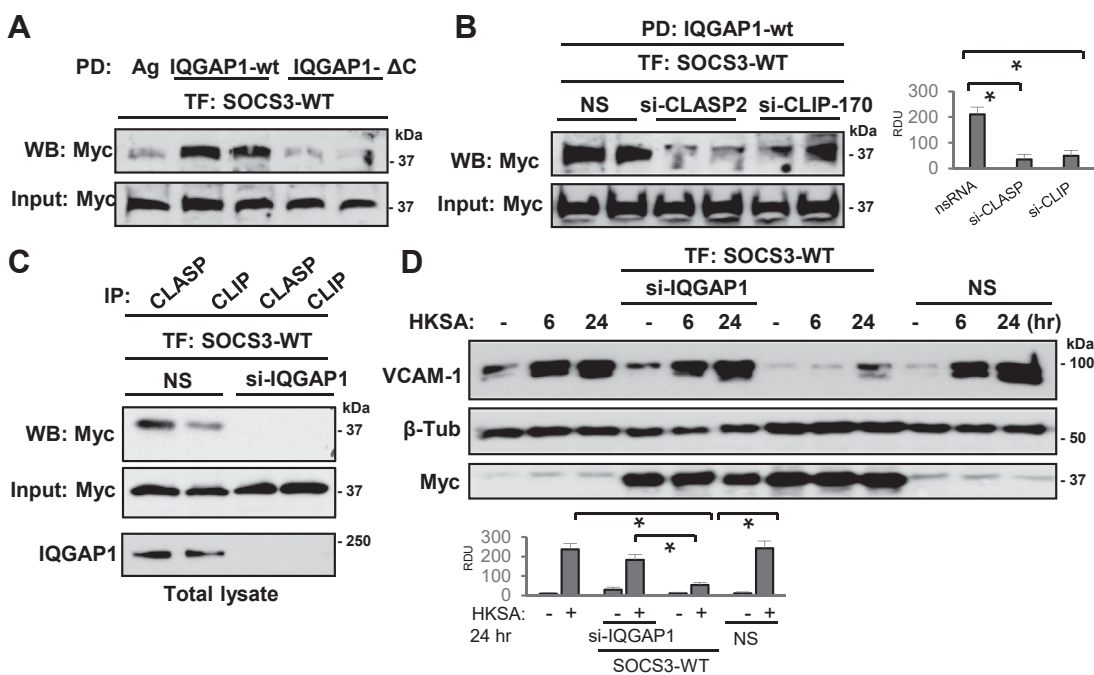 A
PD: Ag IQGAP1-wt IQGAP1- ΔC
TF: SOCS3-WT
kDa
WB: Myc - 37
Input: Myc - 37
B
PD: IQGAP1-wt
TF: SOCS3-WT
NS si-CLASP2 si-CLIP-170
kDa
WB: Myc - 37
Input: Myc - 37
*
*
RDU
300
200
100
0
nsRNA si-CLASP si-CLIP
C
IP: CLASP CLIP CLASP CLIP
TF: SOCS3-WT
NS si-IQGAP1
kDa
WB: Myc - 37
Input: Myc - 37
IQGAP1 - 250
Total lysate
D
TF: SOCS3-WT
si-IQGAP1 NS
HKSA: - 6 24 - 6 24 - 6 24 - 6 24 (hr)
kDa
VCAM-1 - 100
β-Tub - 50
Myc - 37
* *
*
RDU
300
200
100
0
HKSA: - + - + - + - +
24 hr si-IQGAP1 NS
SOCS3-WT